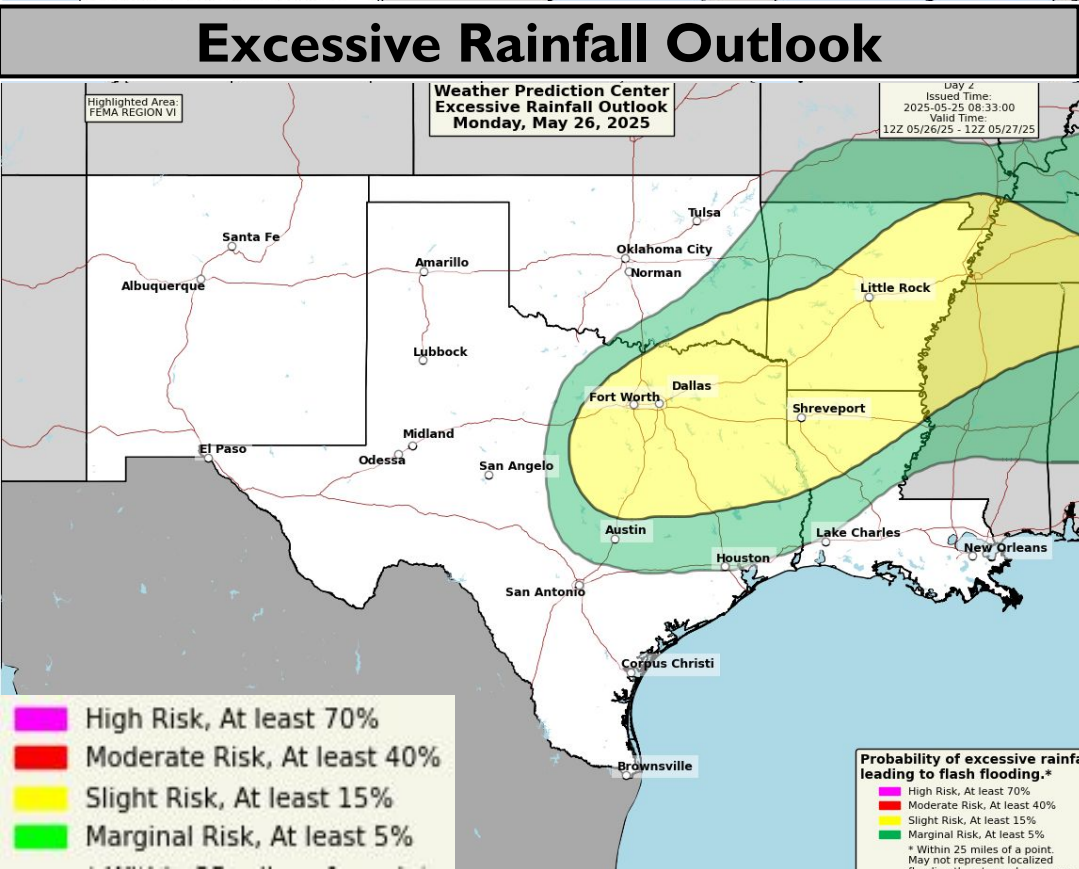 Excessive Rainfall Outlook
Highlighted Area:
FEMA REGION VI
Weather Prediction Center
Excessive Rainfall Outlook
Monday, May 26, 2025
Day 2
Issued Time:
2025-05-25 08:33:00
Valid Time:
12Z 05/26/25 - 12Z 05/27/25
Tulsa
Santa Fe
Oklahoma City
Amarillo
Norman
Albuquerque
Little Rock
Lubbock
Dallas
Fort Worth
Shreveport
Midland
El Paso
Odessa
San Angelo
Austin
Lake Charles
New Orleans
Houston
San Antonio
Corpus Christi
Brownsville
High Risk, At least 70%
Moderate Risk, At least 40%
Slight Risk, At least 15%
Marginal Risk, At least 5%
Probability of excessive rainfa
leading to flash flooding.*
High Risk, At least 70%
Moderate Risk, At least 40%
Slight Risk, At least 15%
Marginal Risk, At least 5%
* Within 25 miles of a point.
May not represent localized